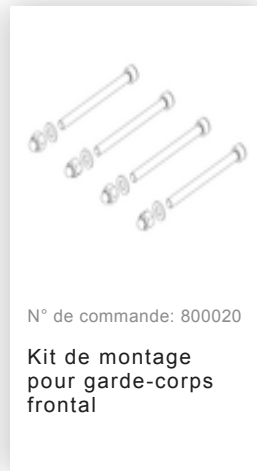 N° de commande: 800020
Kit de montage
pour garde-corps
frontal